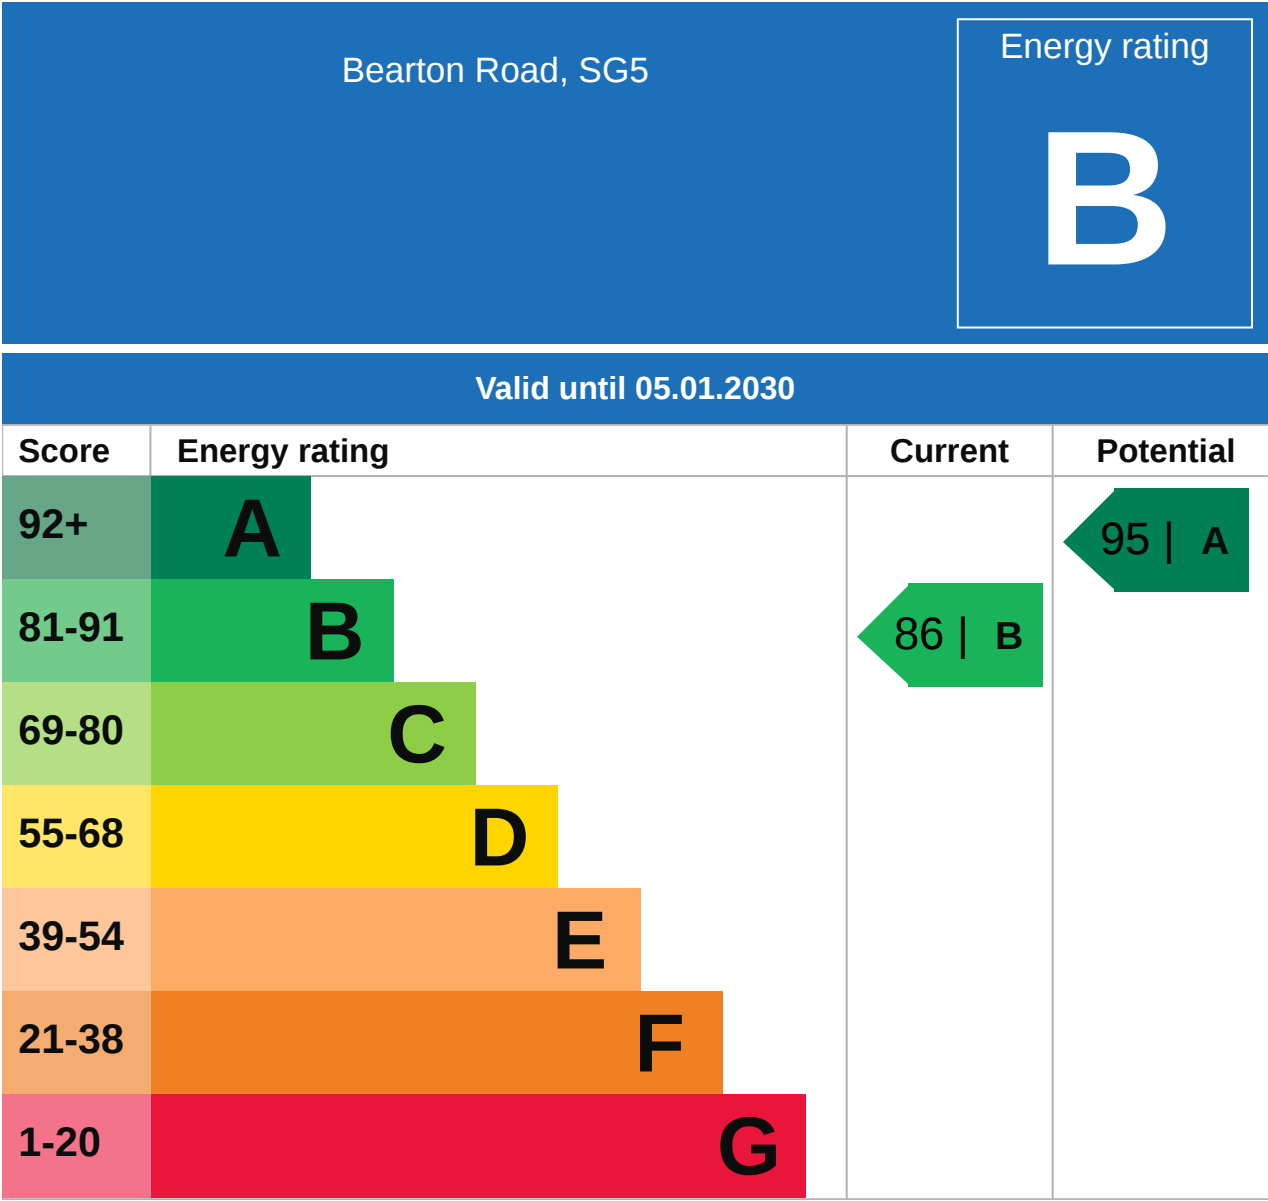 Bearton Road, SG5
Energy rating
B
Valid until 05.01.2030
Score Energy rating Current Potential
92+ A 95 | A
81-91 B 86 | B
69-80 C
55-68 D
39-54 E
21-38 F
1-20 G